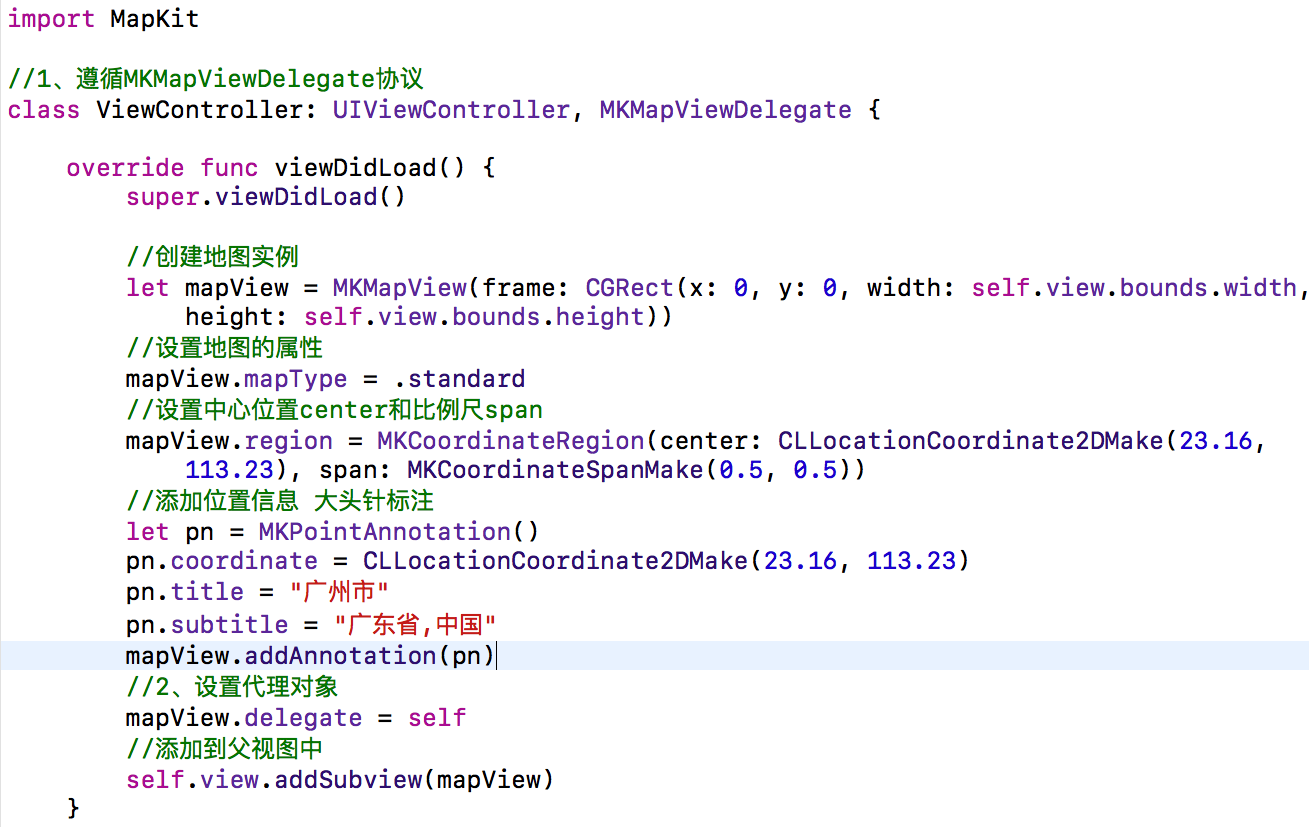 import MapKit
//1、遵循MKMapViewDelegate协议
class ViewController: UIViewController, MKMapViewDelegate {
override func viewDidLoad() {
super.viewDidLoad()
//创建地图实例
let mapView = MKMapView(frame: CGRect(x: 0, y: 0, width: self.view.bounds.width,
height: self.view.bounds.height))
//设置地图的属性
mapView.mapType = .standard
//设置中心位置center和比例尺span
mapView.region = MKCoordinateRegion(center: CLLocationCoordinate2DMake(23.16,
113.23), span: MKCoordinateSpanMake(0.5, 0.5))
//添加位置信息 大头针标注
let pn = MKPointAnnotation()
pn.coordinate = CLLocationCoordinate2DMake(23.16, 113.23)
pn.title = "广州市"
pn.subtitle = "广东省,中国"
mapView.addAnnotation(pn)
//2、设置代理对象
mapView.delegate = self
//添加到父视图中
self.view.addSubview(mapView)
}